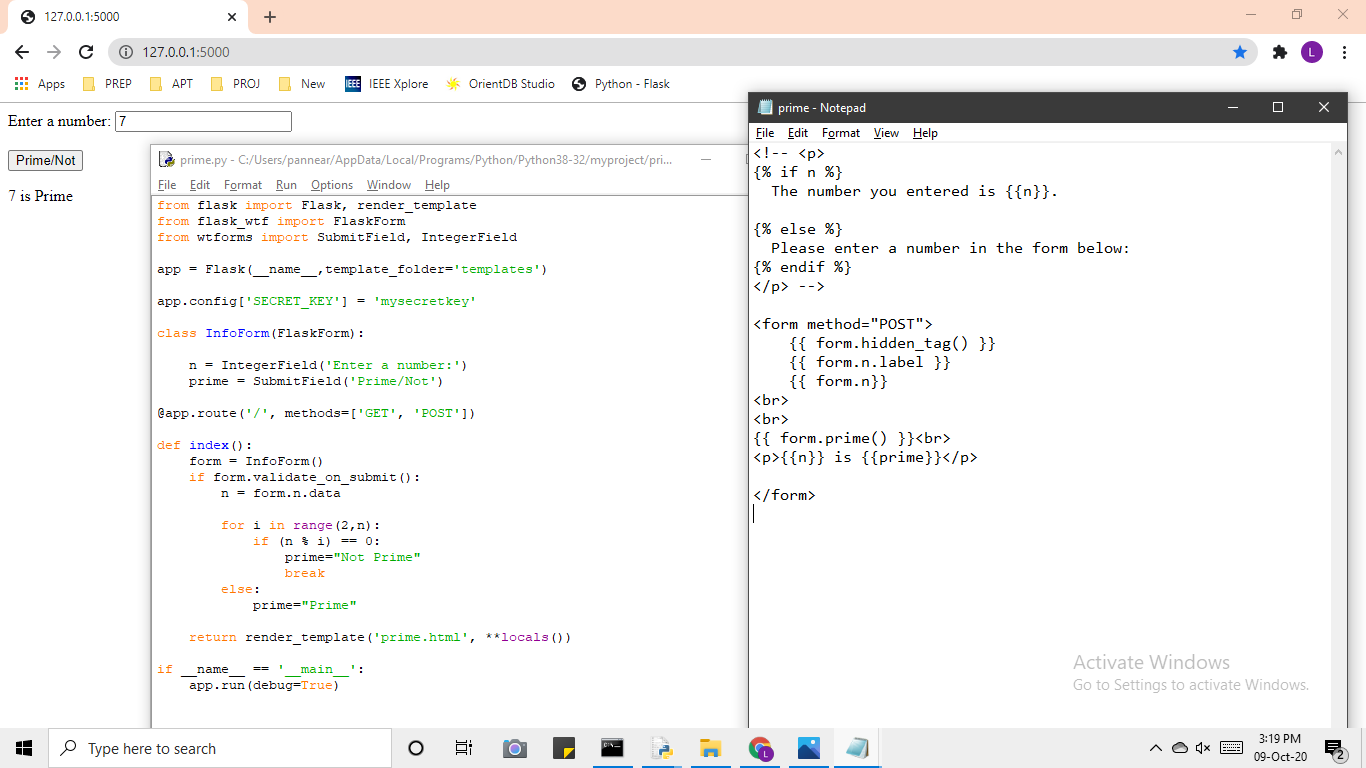 127.0.0.1:5000
127.0.0.1:5000
L
Apps PREP APT PROJ New IEEE IEEE Xplore OrientDB Studio Python - Flask
Enter a number: 7
Prime/Not
7 is Prime
prime.py - C:/Users/pannear/AppData/Local/Programs/Python/Python38-32/myproject/pri...
File Edit Format Run Options Window Help
from flask import Flask, render_template
from flask_wtf import FlaskForm
from wtforms import SubmitField, IntegerField
app = Flask(__name__,template_folder='templates')
app.config['SECRET_KEY'] = 'mysecretkey'
class InfoForm(FlaskForm):
n = IntegerField('Enter a number:')
prime = SubmitField('Prime/Not')
@app.route('/', methods=['GET', 'POST'])
def index():
form = InfoForm()
if form.validate_on_submit():
n = form.n.data
for i in range(2,n):
if (n % i) == 0:
prime="Not Prime"
break
else:
prime="Prime"
return render_template('prime.html', **locals())
if __name__ == '__main__':
app.run(debug=True)
prime - Notepad
File Edit Format View Help
<!-- <p>
{% if n %}
The number you entered is {{n}}.
{% else %}
Please enter a number in the form below:
{% endif %}
</p> -->
<form method="POST">
{{ form.hidden_tag() }}
{{ form.n.label }}
{{ form.n}}
<br>
<br>
{{ form.prime() }}<br>
<p>{{n}} is {{prime}}</p>
</form>
Activate Windows
Go to Settings to activate Windows.
Type here to search
L
3:19 PM
09-Oct-20
2